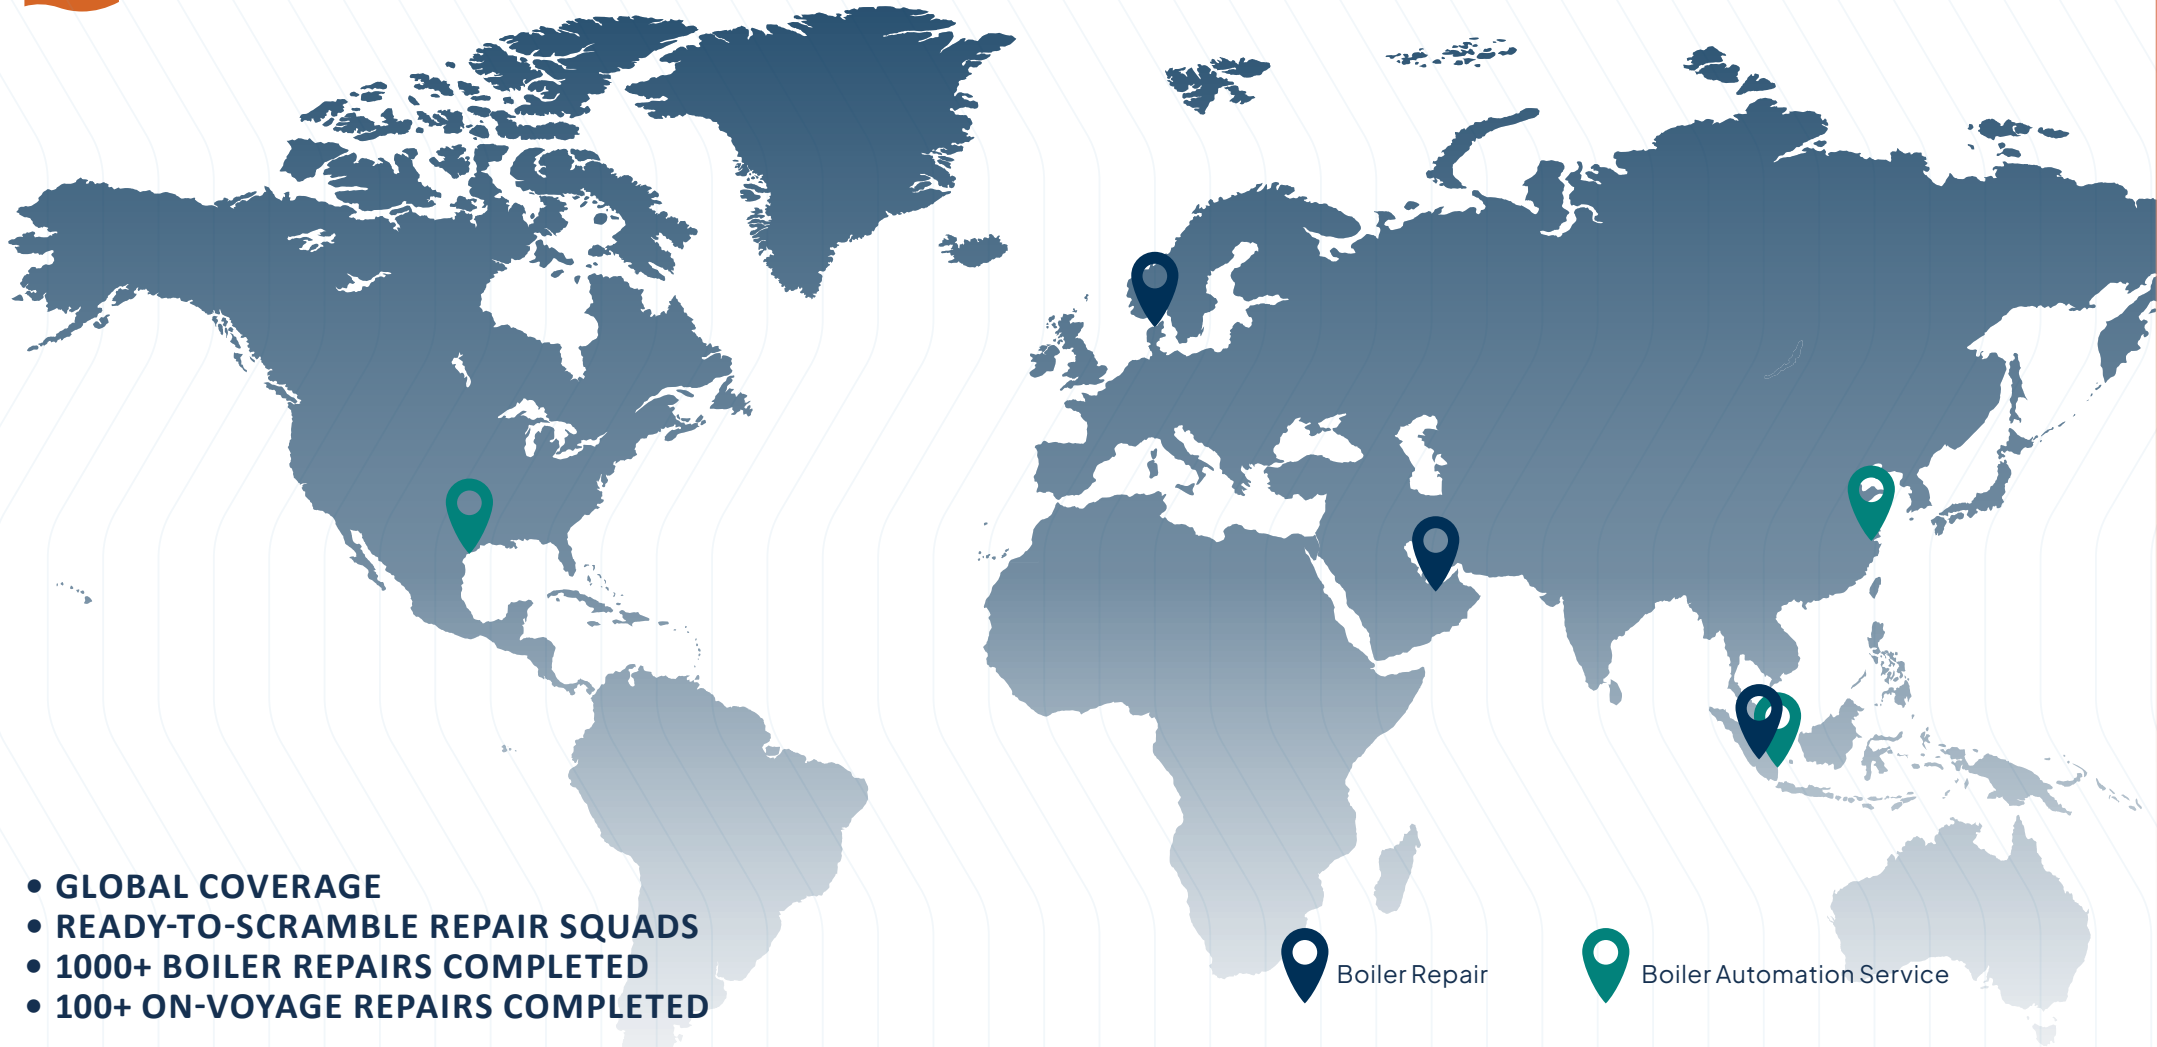 • GLOBAL COVERAGE
• READY-TO-SCRAMBLE REPAIR SQUADS
• 1000+ BOILER REPAIRS COMPLETED
• 100+ ON-VOYAGE REPAIRS COMPLETED
Boiler Repair
Boiler Automation Service